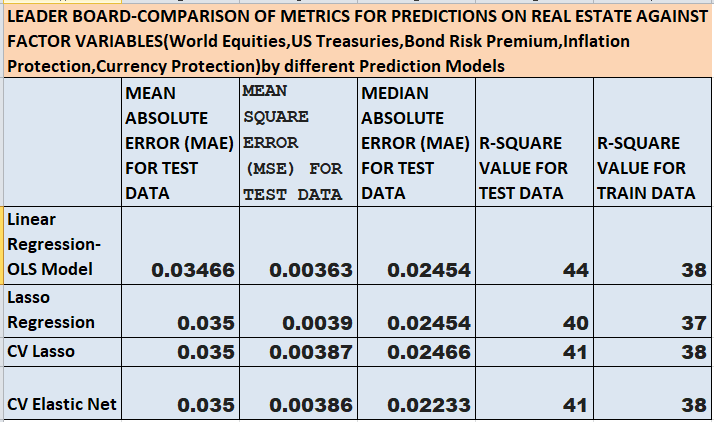 LEADER BOARD-COMPARISON OF METRICS FOR PREDICTIONS ON REAL ESTATE AGAINST
FACTOR VARIABLES(World Equities,US Treasuries,Bond Risk Premium,Inflation
Protection,Currency Protection)by different Prediction Models
MEAN ABSOLUTE ERROR (MAE) FOR TEST DATA
MEAN SQUARE ERROR (MSE) FOR TEST DATA
MEDIAN ABSOLUTE ERROR (MAE) FOR TEST DATA
R-SQUARE VALUE FOR TEST DATA
R-SQUARE VALUE FOR TRAIN DATA
Linear Regression-OLS Model 0.03466 0.00363 0.02454 44 38
Lasso Regression 0.035 0.0039 0.02454 40 37
CV Lasso 0.035 0.00387 0.02466 41 38
CV Elastic Net 0.035 0.00386 0.02233 41 38